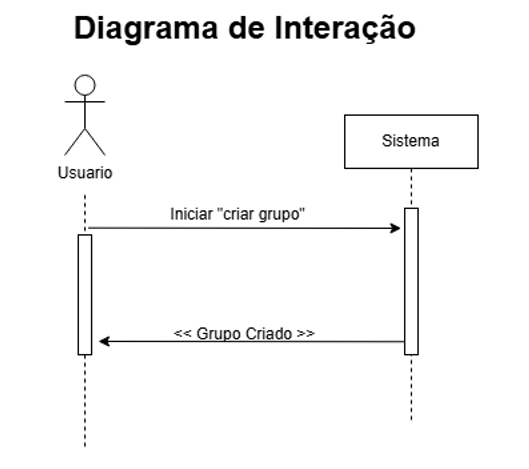 Diagrama de Interação
Usuario
Sistema
Iniciar "criar grupo"
<< Grupo Criado >>